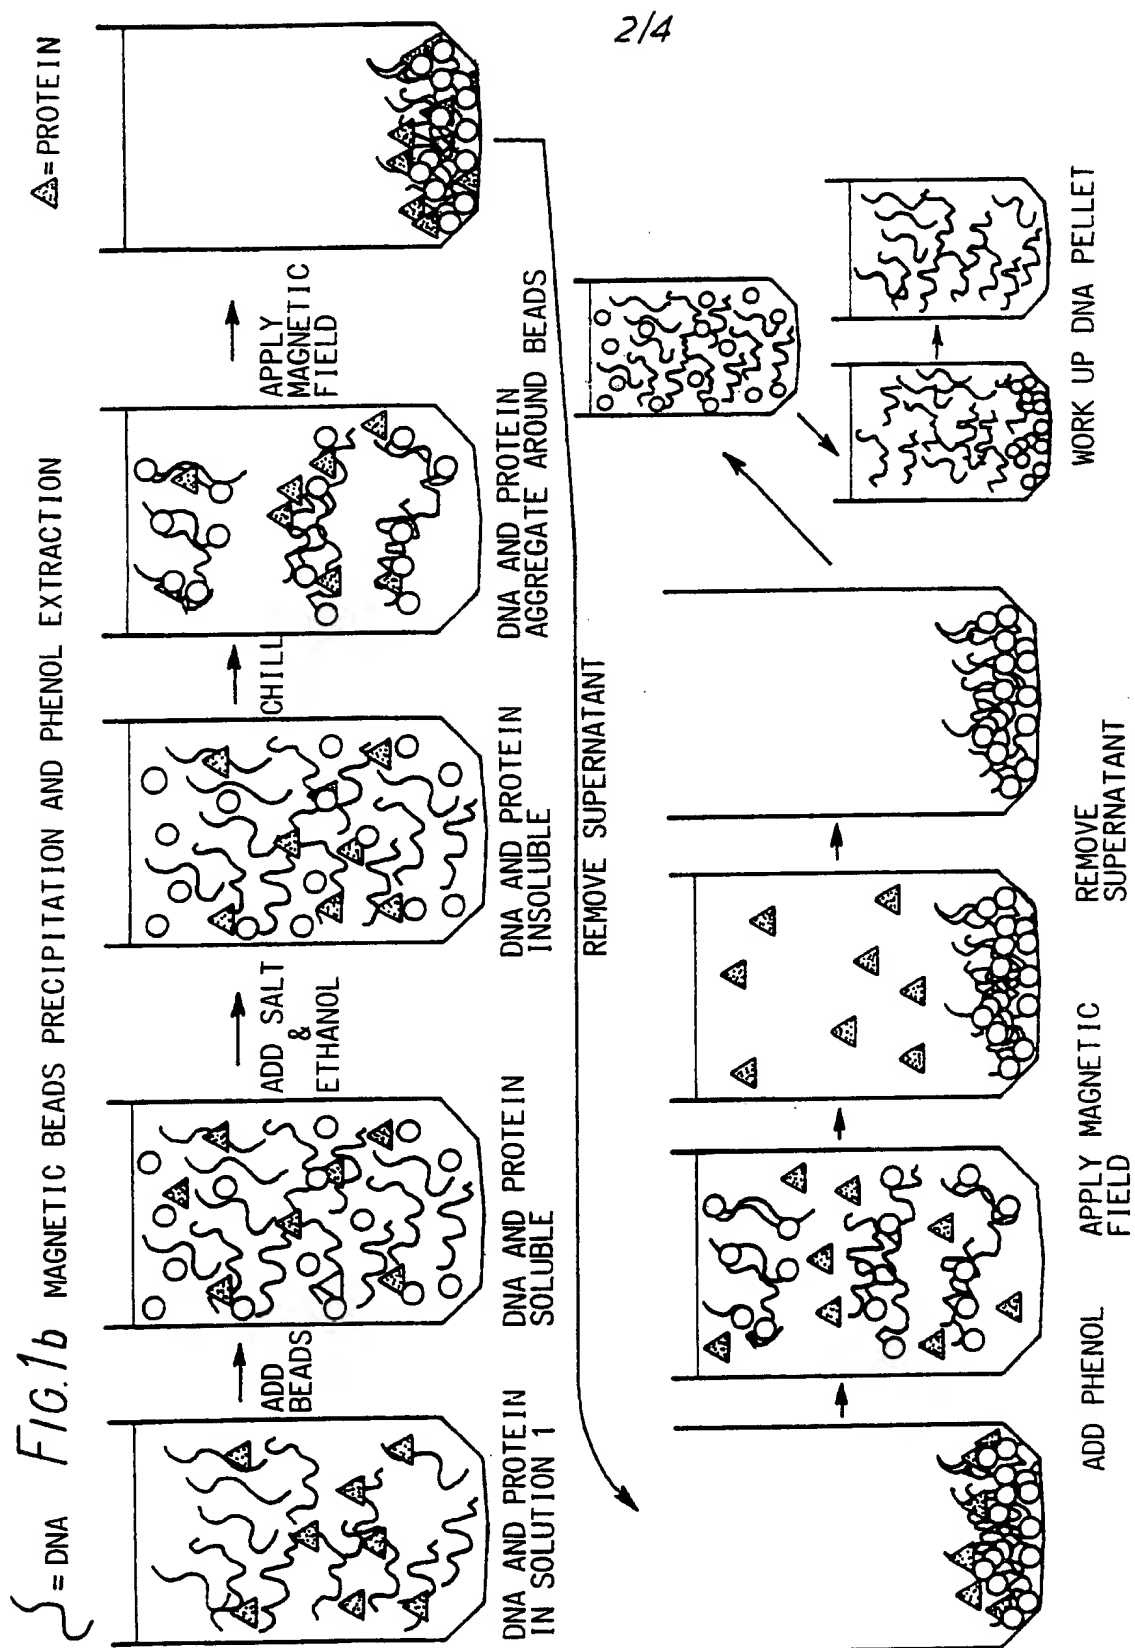 2/4
= DNA
FIG.1b
MAGNETIC BEADS PRECIPITATION AND PHENOL EXTRACTION
= PROTEIN
ADD
BEADS
ADD SALT
&
ETHANOL
CHILL
APPLY
MAGNETIC
FIELD
DNA AND PROTEIN
IN SOLUTION 1
DNA AND PROTEIN
SOLUBLE
DNA AND PROTEIN
INSOLUBLE
DNA AND PROTEIN
AGGREGATE AROUND BEADS
REMOVE SUPERNATANT
ADD PHENOL
APPLY MAGNETIC
FIELD
REMOVE
SUPERNATANT
WORK UP DNA PELLET